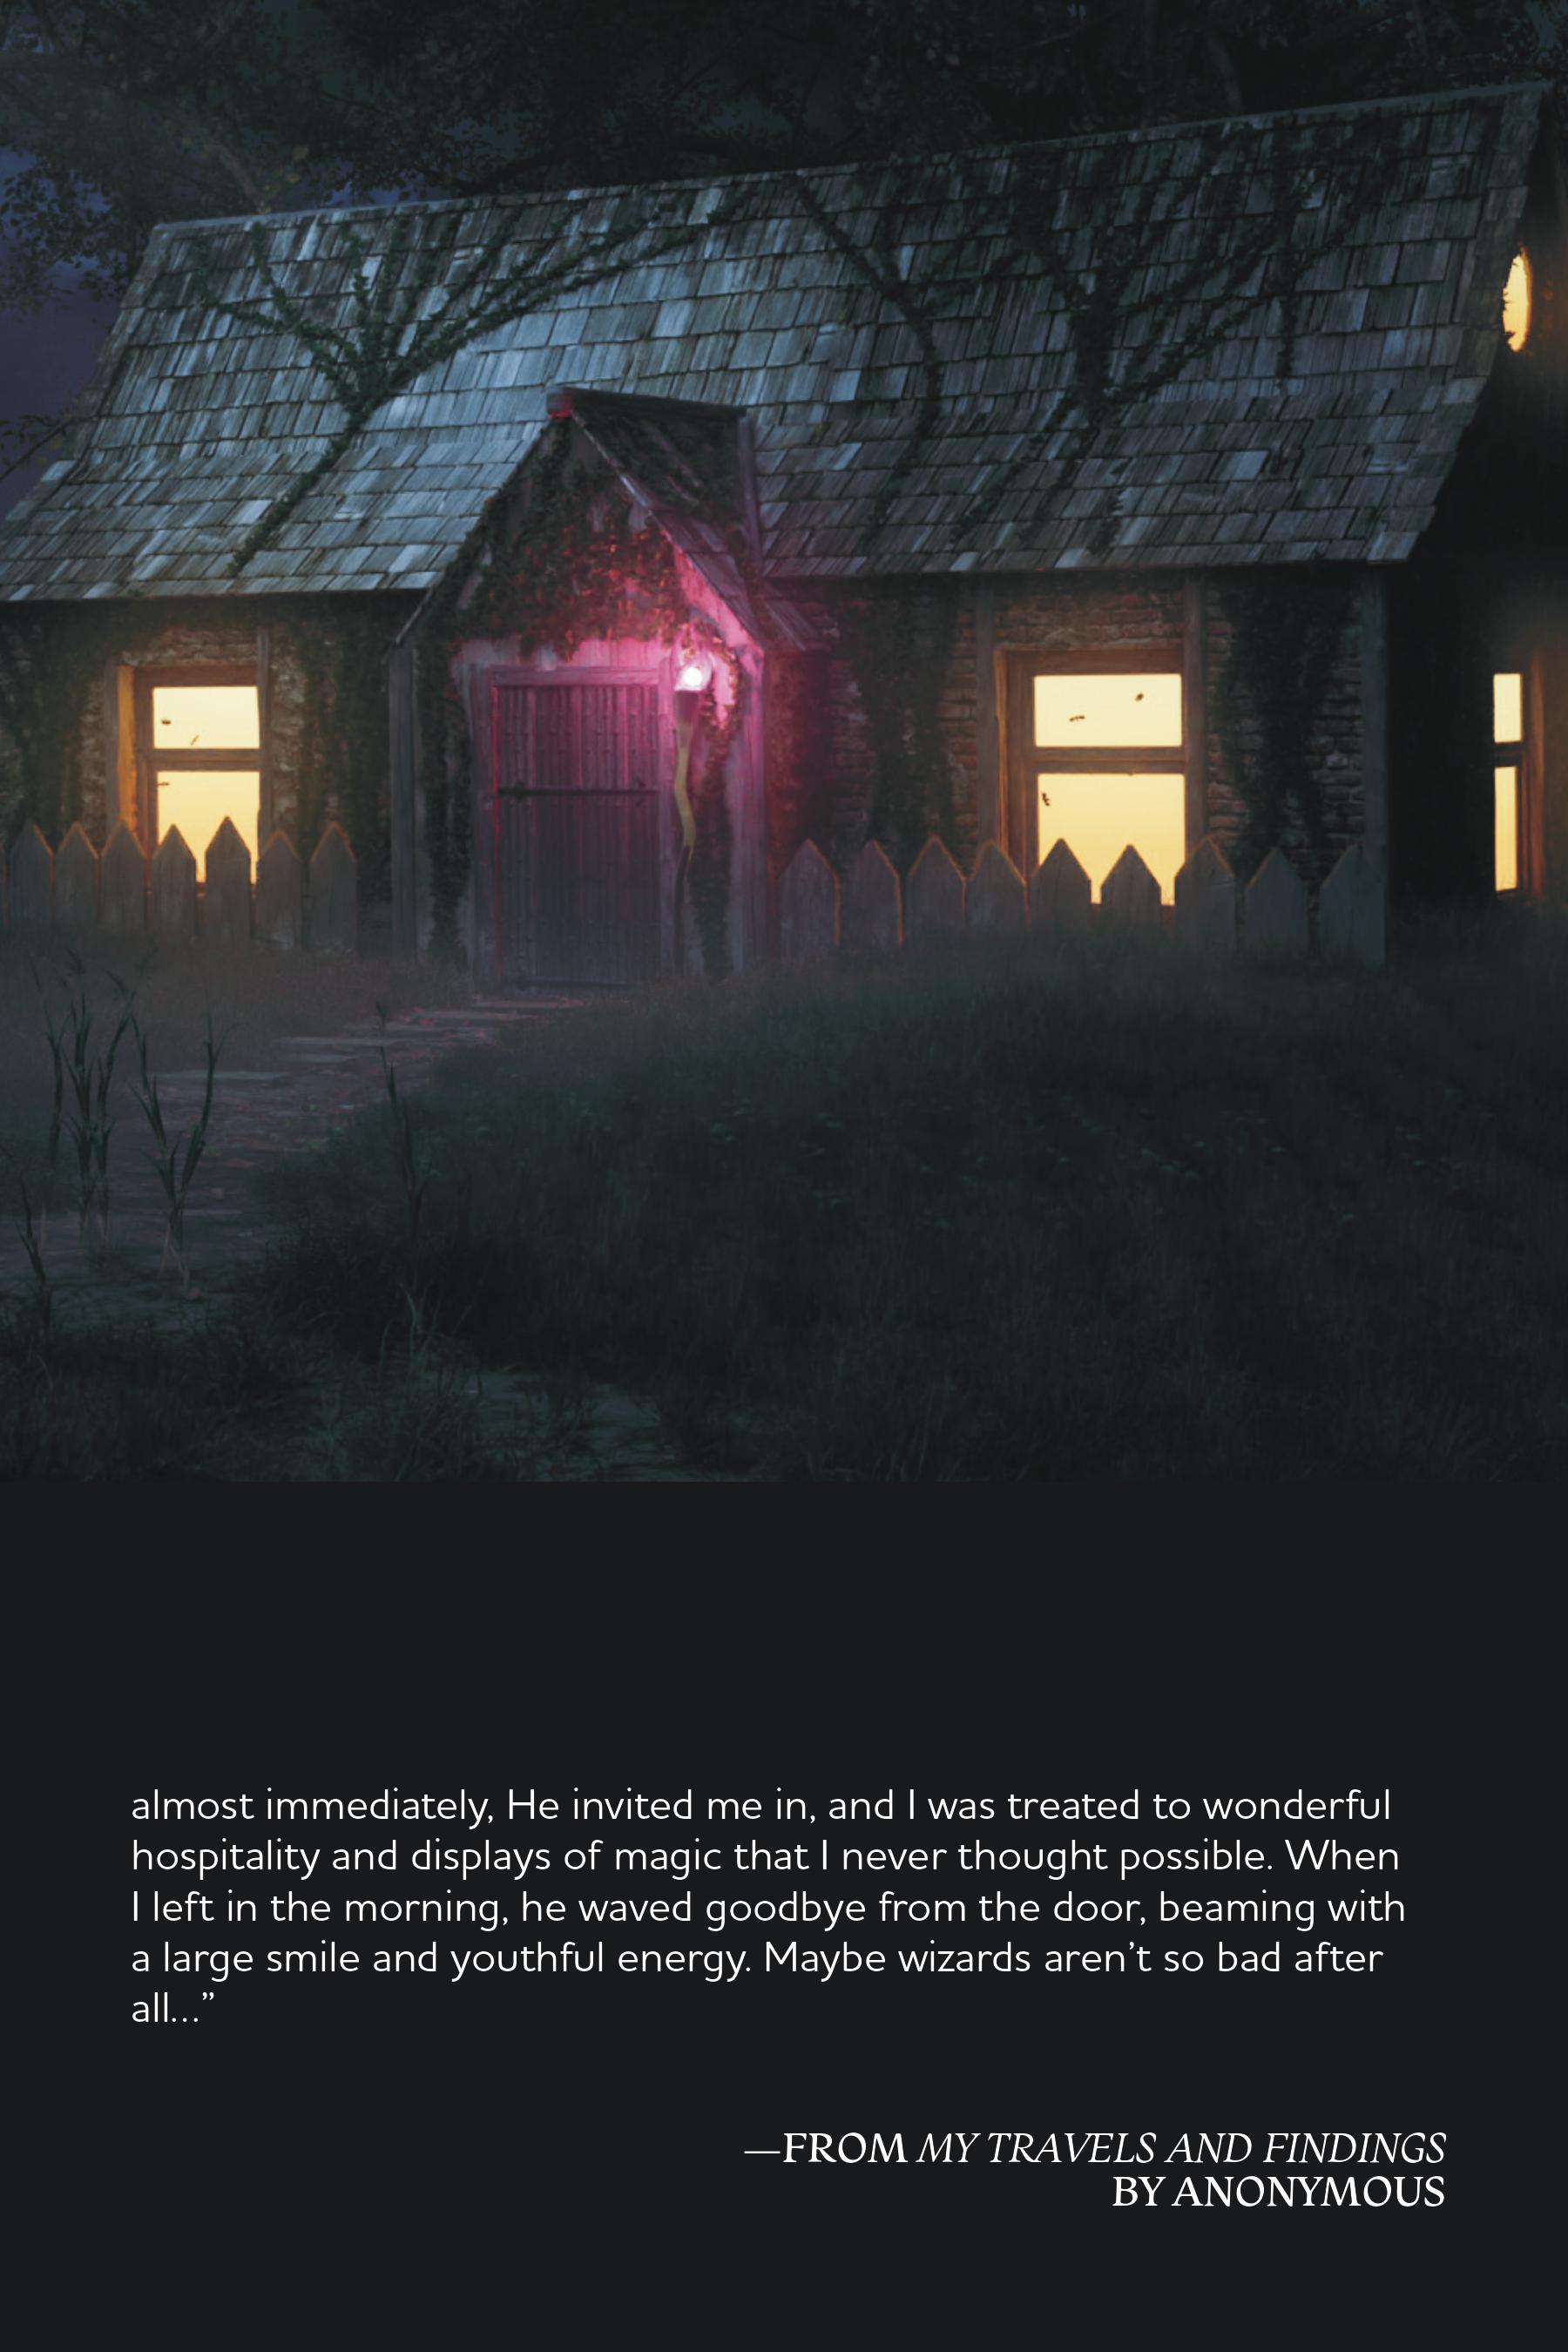 almost immediately, He invited me in, and I was treated to wonderful
hospitality and displays of magic that I never thought possible. When
I left in the morning, he waved goodbye from the door, beaming with
a large smile and youthful energy. Maybe wizards aren’t so bad after
all...”
—FROM MY TRAVELS AND FINDINGS
BY ANONYMOUS